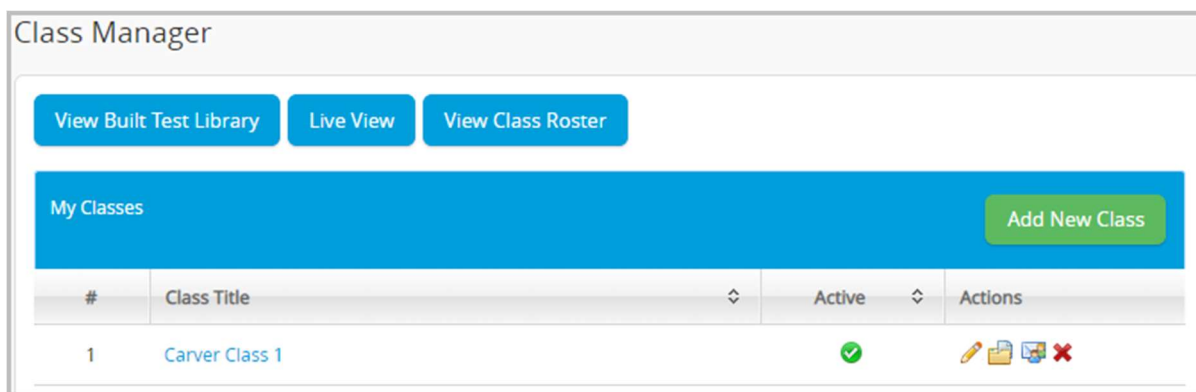 Class Manager
View Built Test Library Live View View Class Roster
My Classes Add New Class
# Class Title Active Actions
1 Carver Class 1